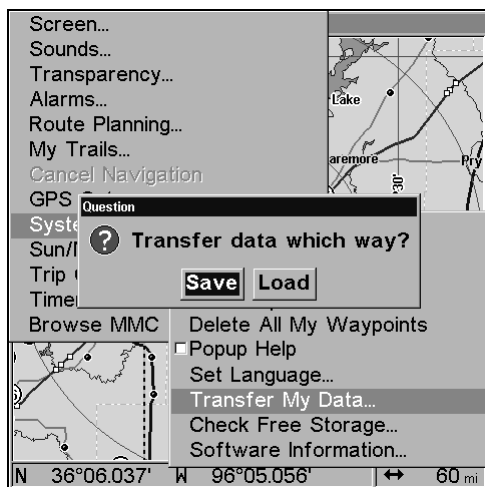 Screen...
Sounds...
Transparency...
Alarms...
Route Planning...
My Trails...
Cancel Navigation
GPS
Syste
Sun/
Trip
Timer
Browse MMC
Question
Transfer data which way?
Save Load
Delete All My Waypoints
Popup Help
Set Language...
Transfer My Data...
Check Free Storage...
Software Information...
Lake
aremore
Pry
30'
N 36°06.037' W 96°05.056' ↔ 60 mi